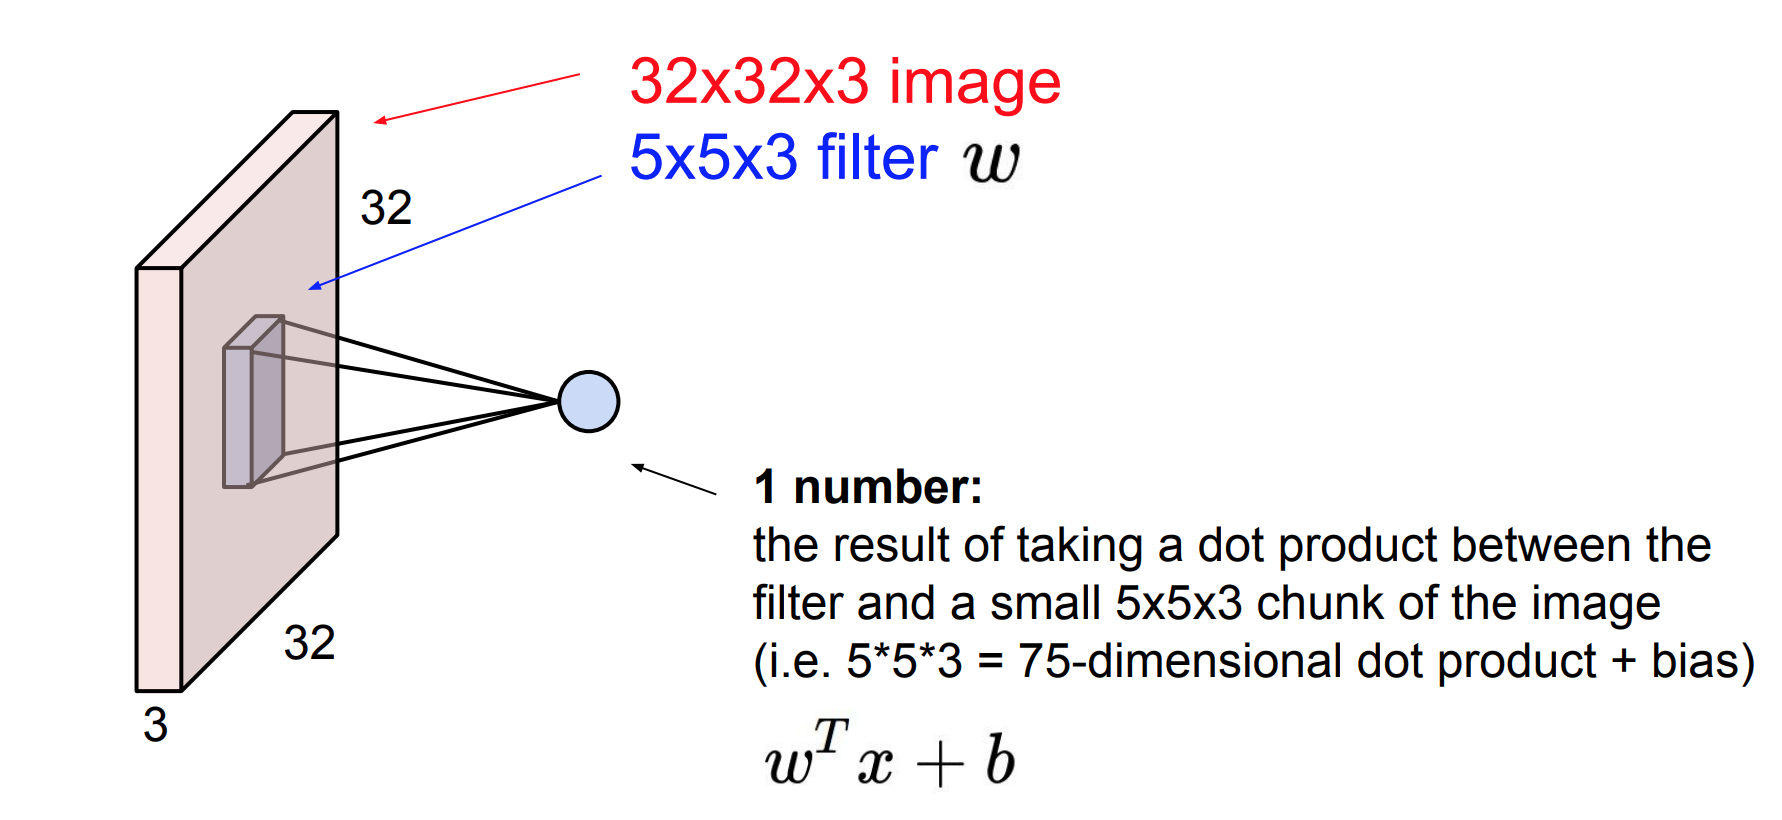 32x32x3 image
5x5x3 filter w
32
32
3
1 number:
the result of taking a dot product between the
filter and a small 5x5x3 chunk of the image
(i.e. 5*5*3 = 75-dimensional dot product + bias)
w^T x + b